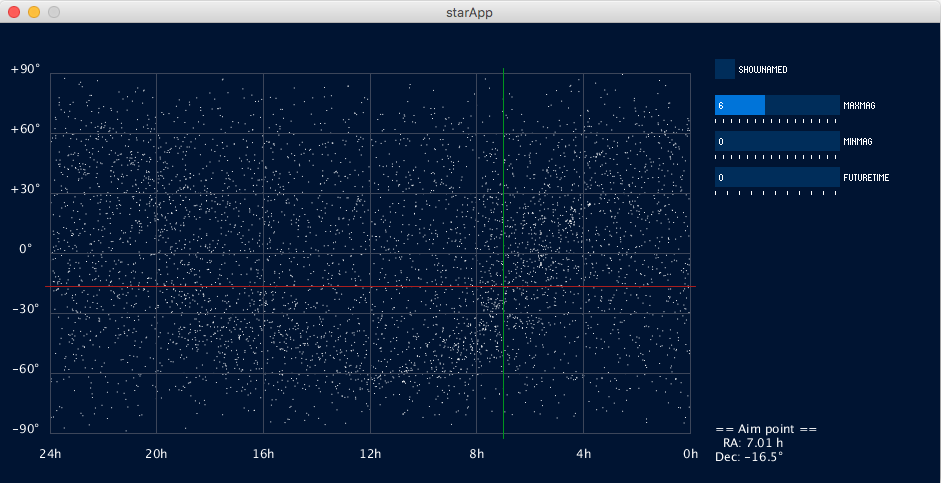 starApp
+90°
+60°
+30°
0°
−30°
−60°
−90°
24h 20h 16h 12h 8h 4h 0h
SHOWNAMED
6 MAXMAG
0 MINMAG
0 FUTURETIME
== Aim point ==
RA: 7.01 h
Dec: −16.5°